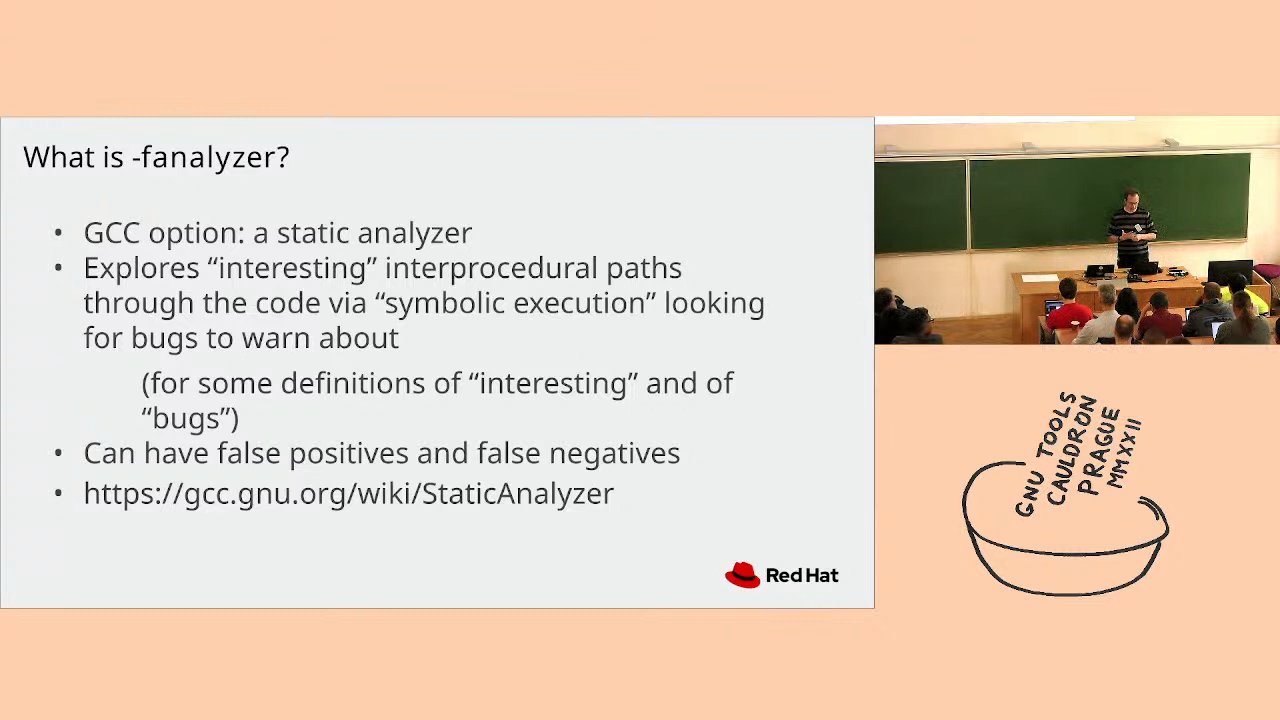 What is -fanalyzer?
• GCC option: a static analyzer
• Explores “interesting” interprocedural paths
through the code via “symbolic execution” looking
for bugs to warn about
(for some definitions of “interesting” and of
“bugs”)
• Can have false positives and false negatives
• https://gcc.gnu.org/wiki/StaticAnalyzer
Red Hat
GNU TOOLS
CAULDRON
PRAGUE
MMXXII